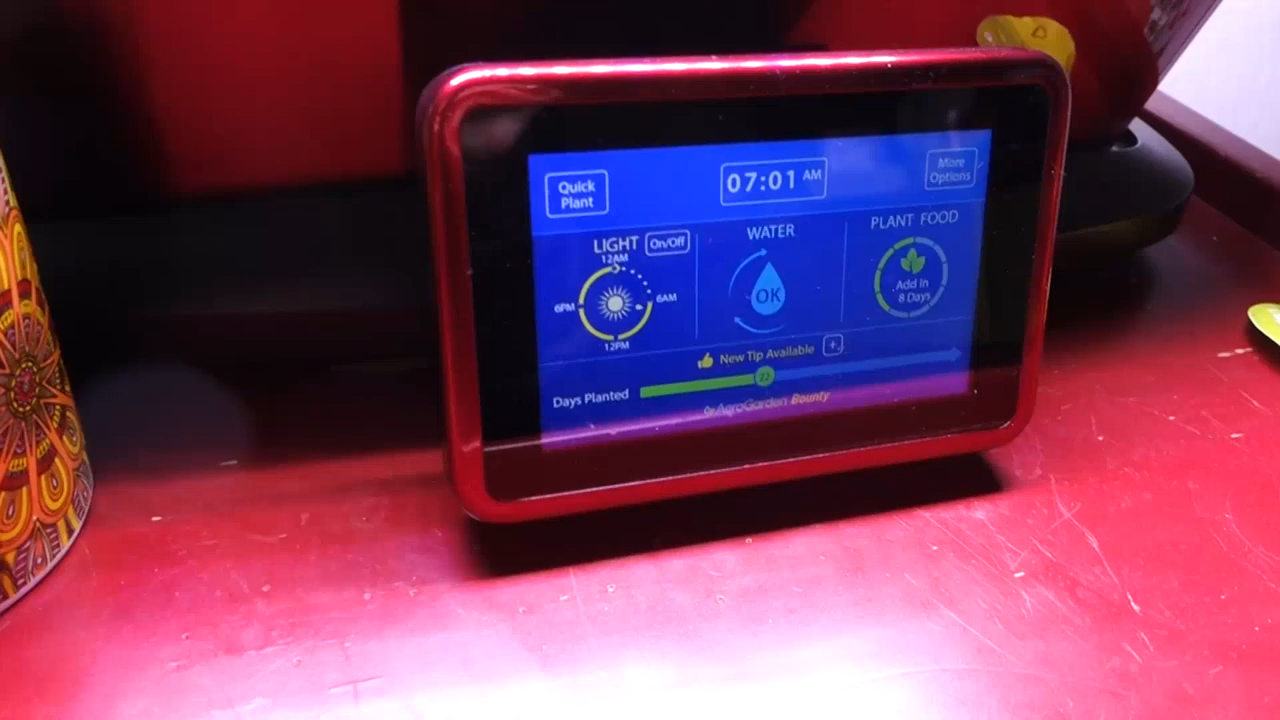 Quick
Plant
07:01 AM
More
Options
LIGHT
On/Off
12AM
6PM
6AM
12PM
WATER
OK
PLANT FOOD
Add In
8 Days
New Tip Available
+
Days Planted
22
AeroGarden Bounty